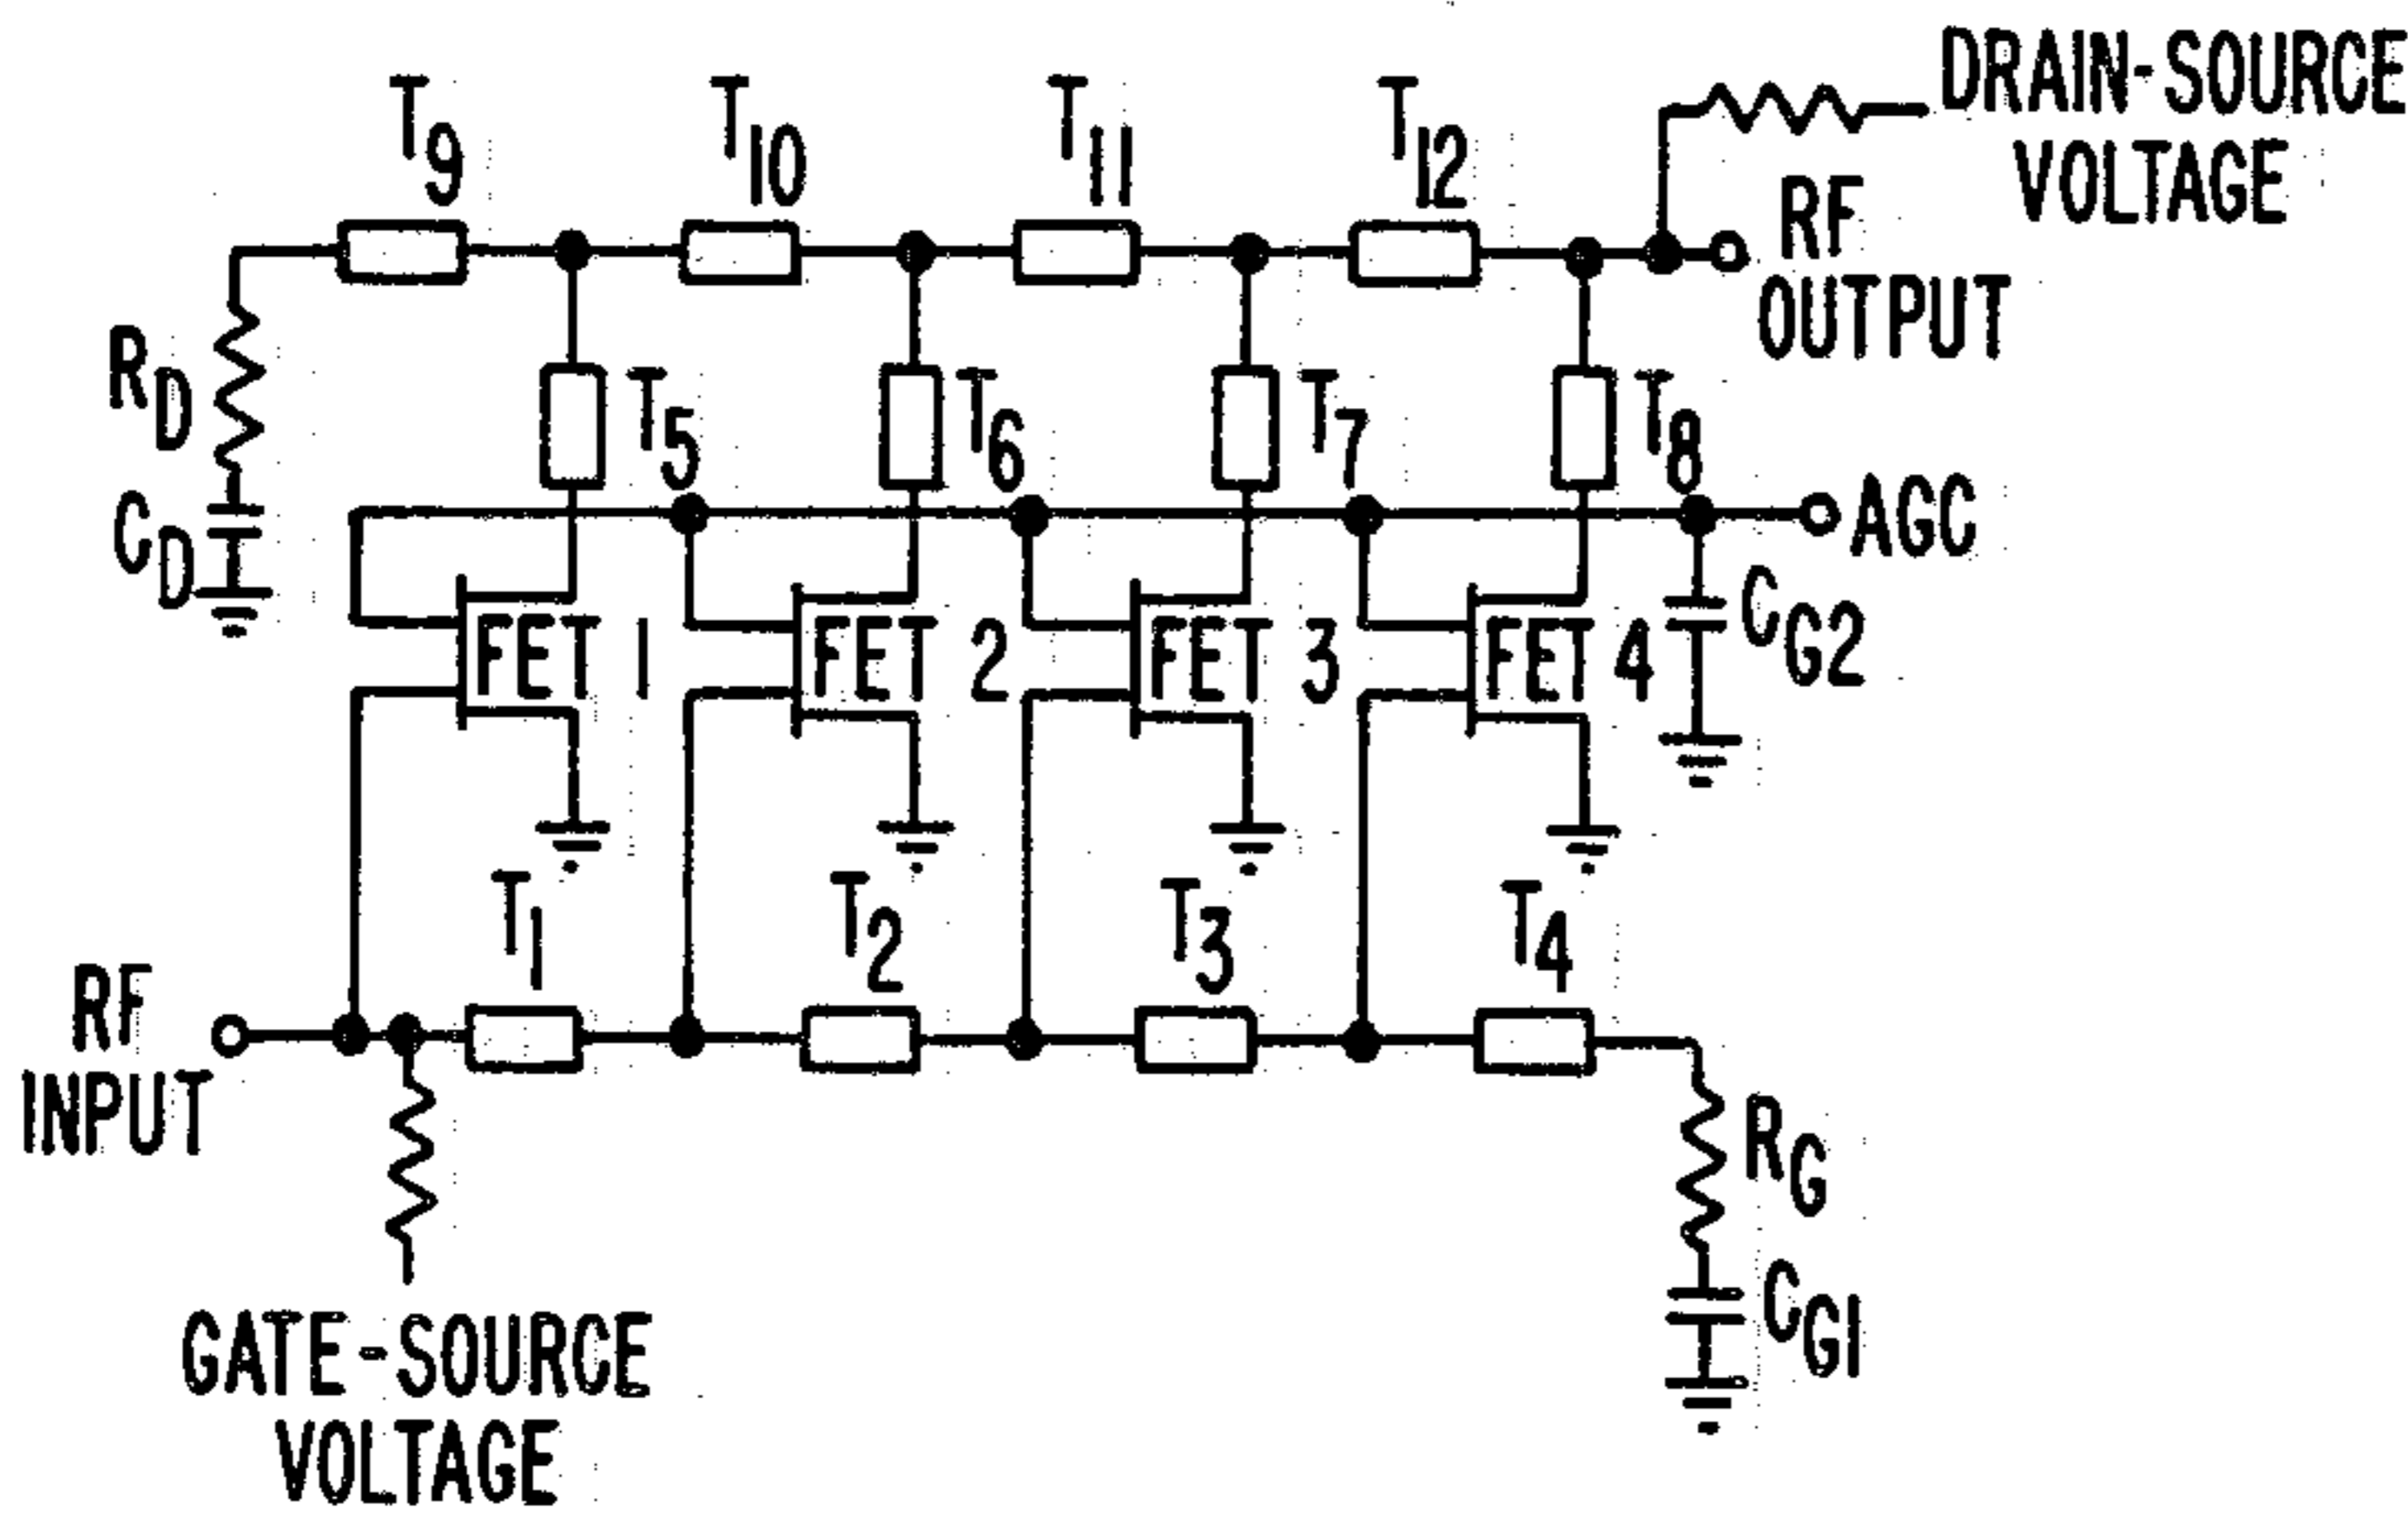 DRAIN-SOURCE
VOLTAGE
T9
T10
T11
T12
RF
OUTPUT
RD
T5
T6
T7
T8
CD
AGC
FET 1
FET 2
FET 3
FET 4
CG2
T1
T2
T3
T4
RF
INPUT
RG
CG1
GATE-SOURCE
VOLTAGE